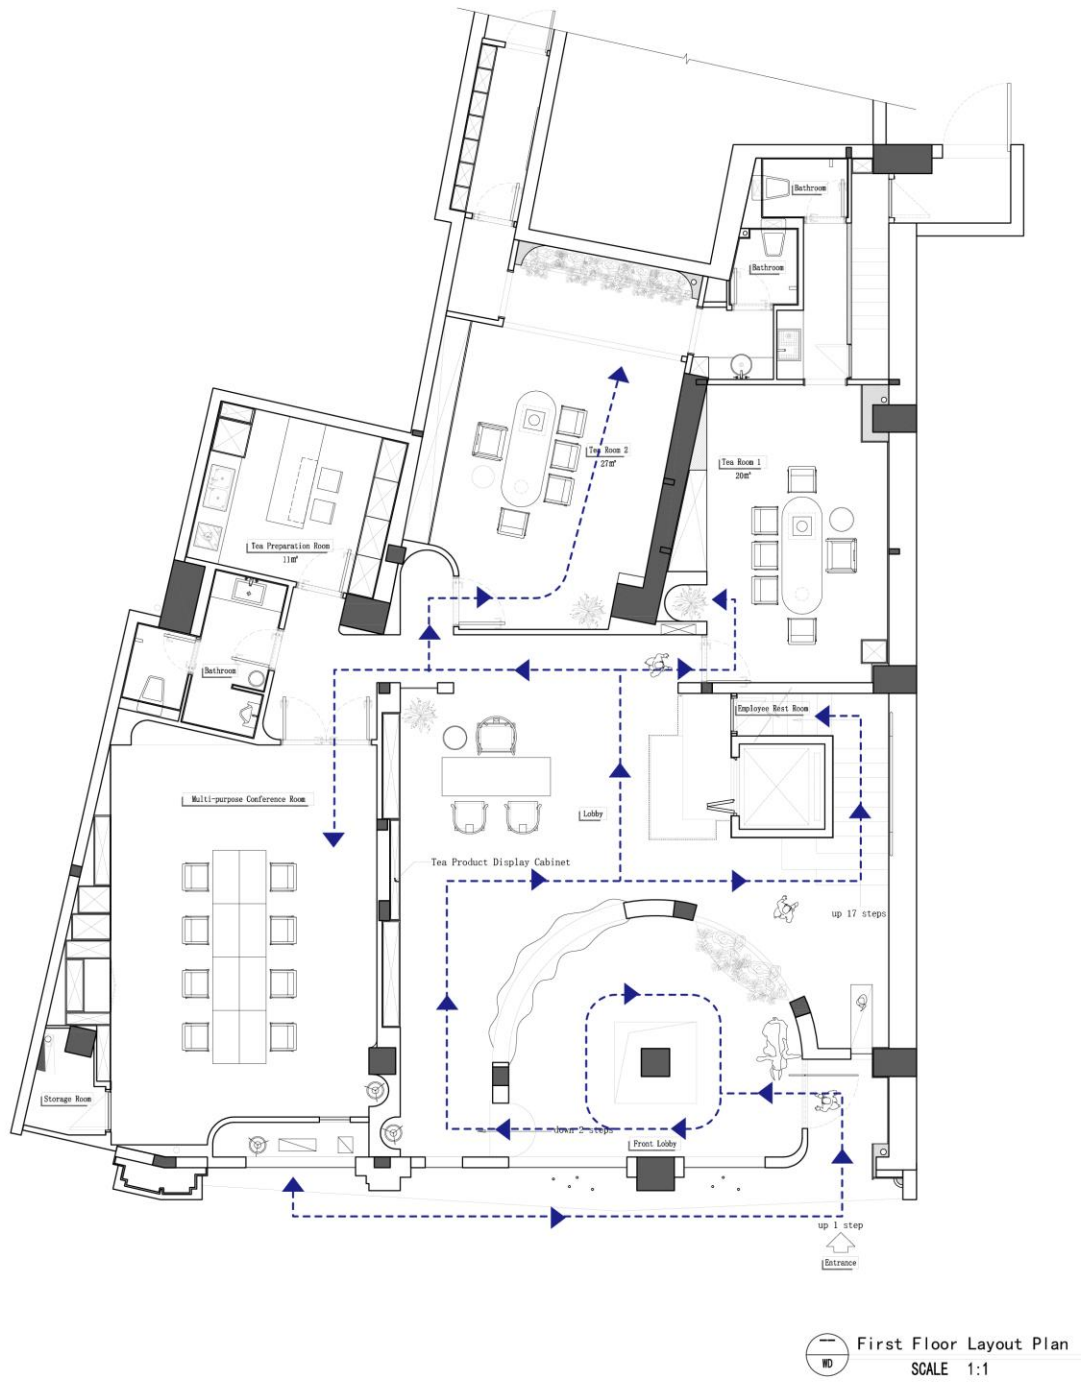 Bathroom
Bathroom
Tea Room 2
27㎡
Tea Room 1
20㎡
Tea Preparation Room
11㎡
Bathroom
Employee Rest Room
Multi-purpose Conference Room
Lobby
Tea Product Display Cabinet
up 17 steps
Storage Room
down 2 steps
Front Lobby
up 1 step
Entrance
WD
First Floor Layout Plan
SCALE 1:1